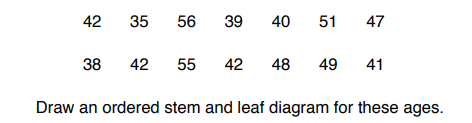 42 35 56 39 40 51 47
38 42 55 42 48 49 41
Draw an ordered stem and leaf diagram for these ages.